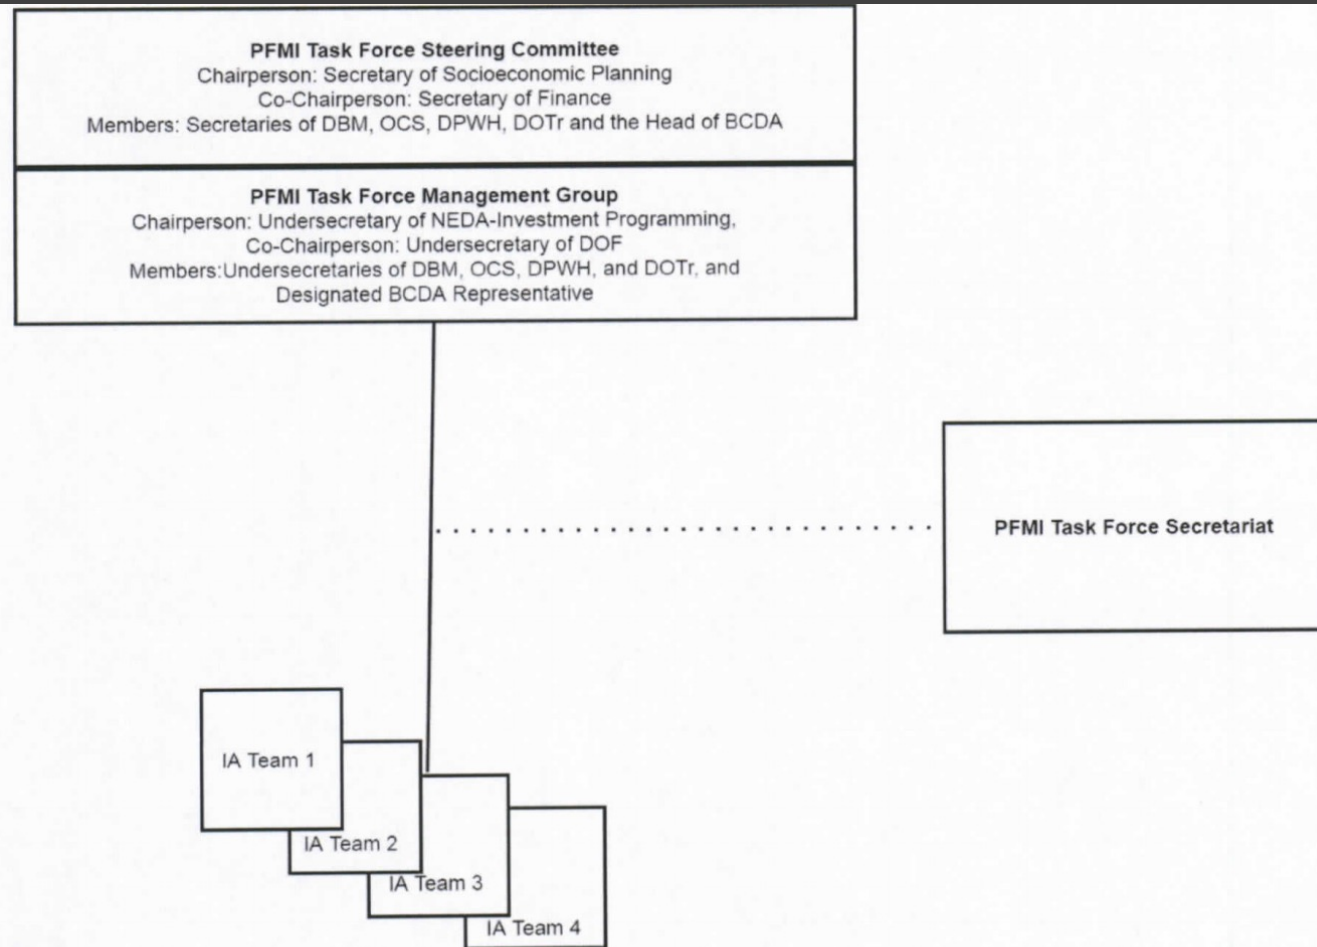 PFMI Task Force Steering Committee
Chairperson: Secretary of Socioeconomic Planning
Co-Chairperson: Secretary of Finance
Members: Secretaries of DBM, OCS, DPWH, DOTr and the Head of BCDA
PFMI Task Force Management Group
Chairperson: Undersecretary of NEDA-Investment Programming,
Co-Chairperson: Undersecretary of DOF
Members:Undersecretaries of DBM, OCS, DPWH, and DOTr, and
Designated BCDA Representative
PFMI Task Force Secretariat
IA Team 1
IA Team 2
IA Team 3
IA Team 4